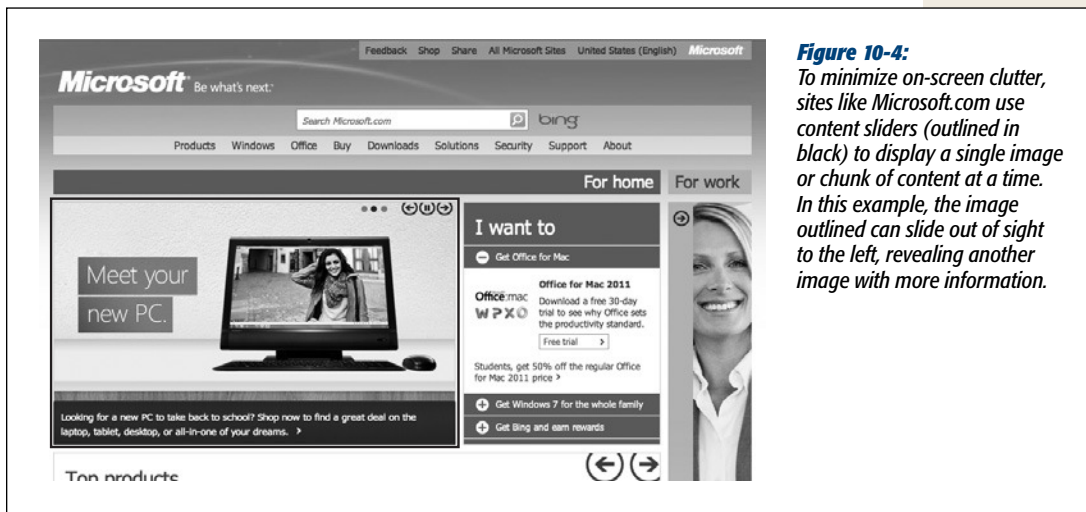 Feedback Shop Share All Microsoft Sites United States (English) Microsoft
Microsoft Be what's next.
Search Microsoft.com bing
Products Windows Office Buy Downloads Solutions Security Support About
For home For work
Meet your
new PC.
Looking for a new PC to take back to school? Shop now to find a great deal on the
laptop, tablet, desktop, or all-in-one of your dreams. >
I want to
Get Office for Mac
Office:mac
W P X O
Office for Mac 2011
Download a free 30-day
trial to see why Office sets
the productivity standard.
Free trial >
Students, get 50% off the regular Office
for Mac 2011 price >
Get Windows 7 for the whole family
Get Bing and earn rewards
Top products
Figure 10-4:
To minimize on-screen clutter,
sites like Microsoft.com use
content sliders (outlined in
black) to display a single image
or chunk of content at a time.
In this example, the image
outlined can slide out of sight
to the left, revealing another
image with more information.